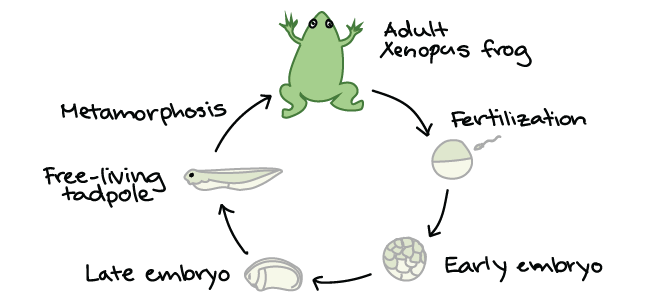 Adult
Xenopus frog
Fertilization
Early embryo
Late embryo
Free-living
tadpole
Metamorphosis